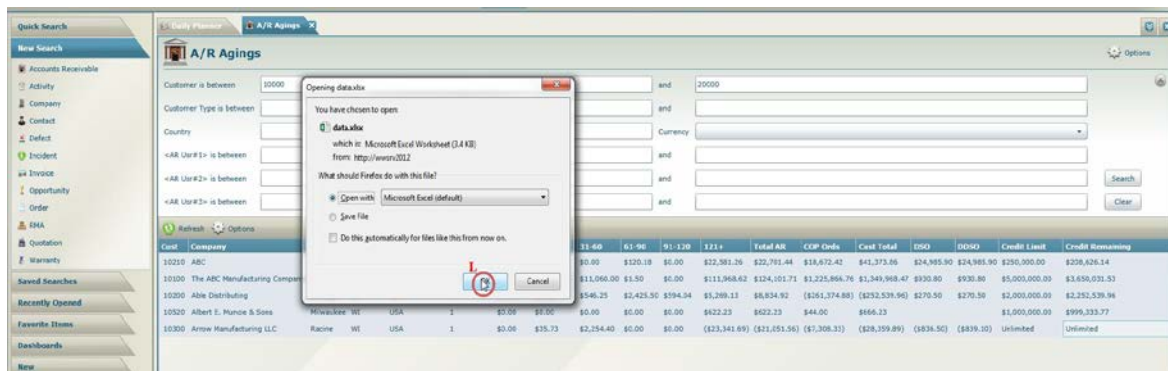 Quick Search
New Search
Accounts Receivable
Activity
Company
Contact
Defect
Incident
Invoice
Opportunity
Order
RMA
Quotation
Warranty
Saved Searches
Recently Opened
Favorite Items
Dashboards
New
Daily Planner A/R Agings X
A/R Agings
Options
Customer is between 10000 and 20000
Customer Type is between and
Country Currency
<AR Usr#1> is between and
<AR Usr#2> is between and Search
<AR Usr#3> is between and Clear
Opening data.xlsx
You have chosen to open:
data.xlsx
which is: Microsoft Excel Worksheet (3.4 KB)
from: http://wwsrv2012
What should Firefox do with this file?
Open with Microsoft Excel (default)
Save File
Do this automatically for files like this from now on.
L
Cancel
Refresh Options
Cust Company 31-60 61-90 91-120 121+ Total AR COP Ords Cust Total DSO DDSO Credit Limit Credit Remaining
10210 ABC $0.00 $120.18 $0.00 $22,581.26 $22,701.44 $18,672.42 $41,373.86 $24,985.90 $24,985.90 $250,000.00 $208,626.14
10100 The ABC Manufacturing Company $11,060.00 $1.50 $0.00 $111,968.62 $124,101.71 $1,225,866.76 $1,349,968.47 $930.80 $930.80 $5,000,000.00 $3,650,031.53
10200 Able Distributing $546.25 $2,425.50 $594.04 $5,269.13 $8,834.92 ($261,374.88) ($252,539.96) $270.50 $270.50 $2,000,000.00 $2,252,539.96
10520 Albert E. Munce & Sons Milwaukee WI USA 1 $0.00 $0.00 $0.00 $0.00 $0.00 $622.23 $622.23 $44.00 $666.23 $1,000,000.00 $999,333.77
10300 Arrow Manufacturing LLC Racine WI USA 1 $0.00 $35.73 $2,254.40 $0.00 $0.00 ($23,341.69) ($21,051.56) ($7,308.33) ($28,359.89) ($836.50) ($839.10) Unlimited Unlimited